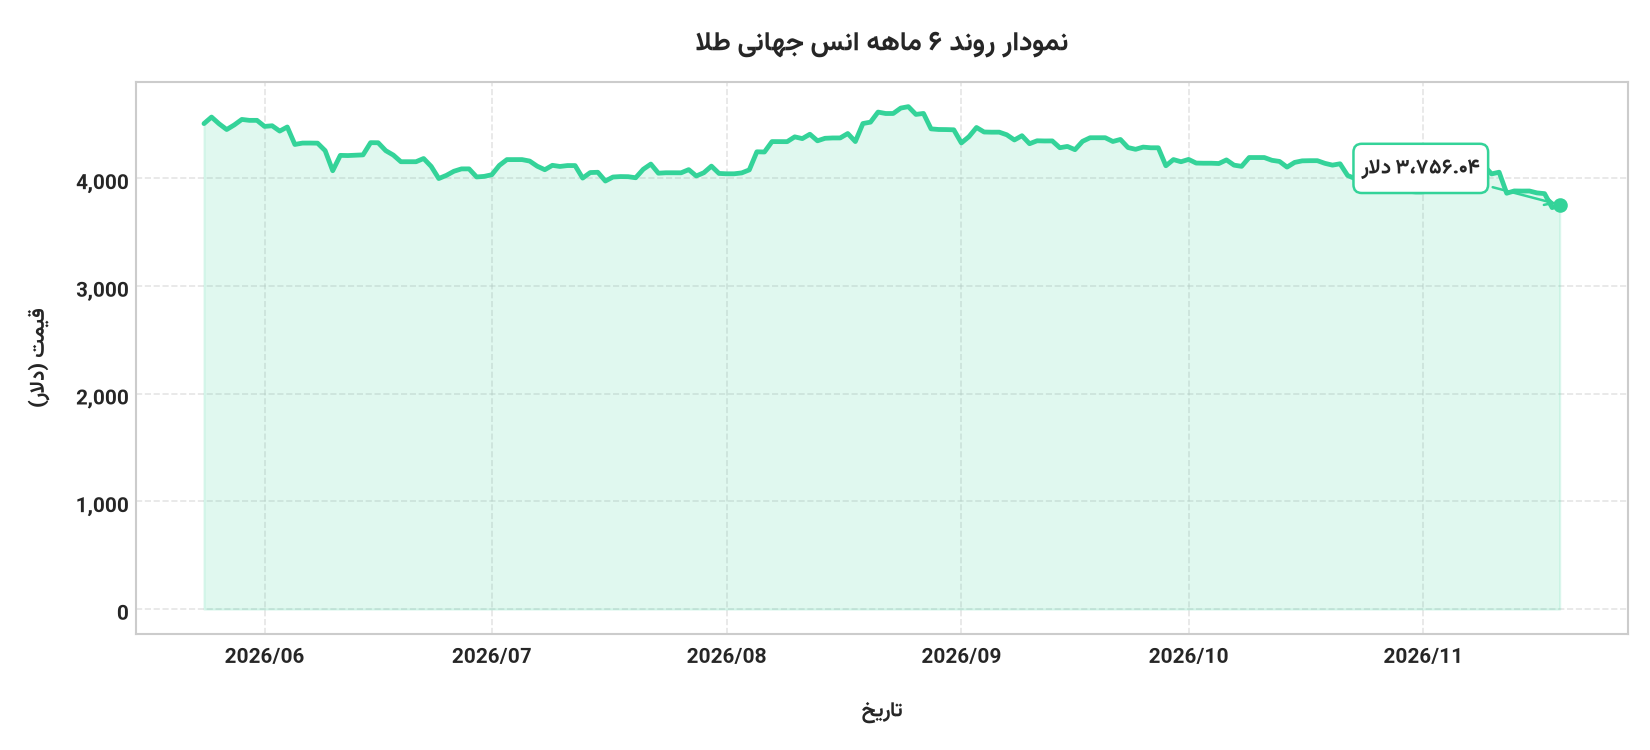 نمودار روند ۶ ماهه انس جهانی طلا
قیمت (دلار)
4,000
3,000
2,000
1,000
0
۳،۷۵۶.۰۴ دلار
2026/06
2026/07
2026/08
2026/09
2026/10
2026/11
تاریخ